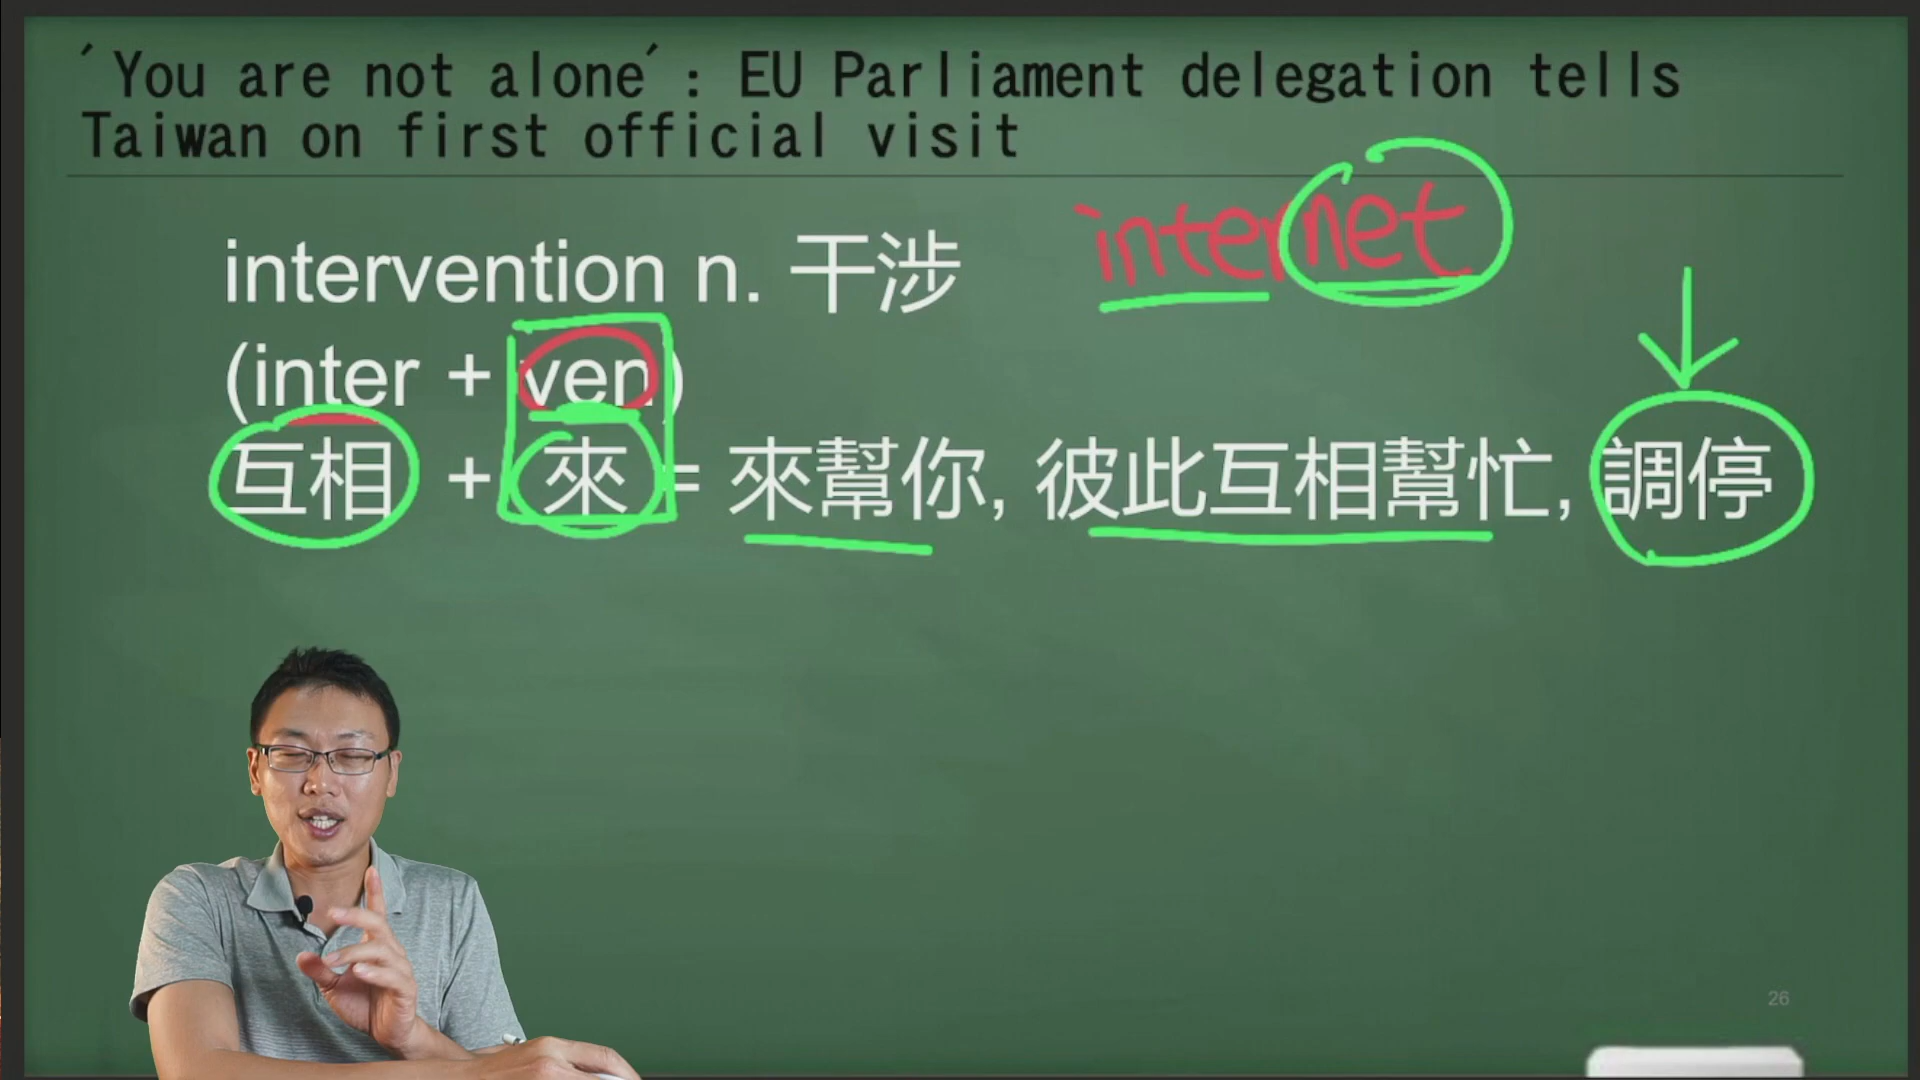 'You are not alone': EU Parliament delegation tells
Taiwan on first official visit
internet
intervention n. 干涉
(inter + ven)
互相 + 來 = 來幫你, 彼此互相幫忙, 調停
26